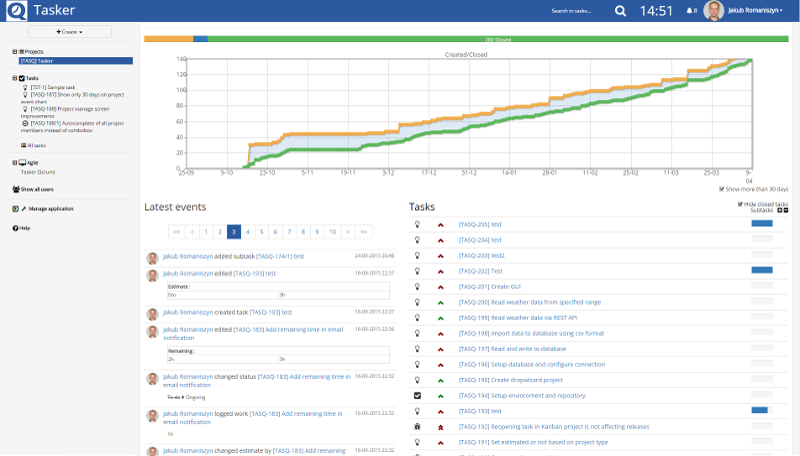 Tasker
Search in tasks...
14:51
8
Jakub Romaniszyn
+ Create
Projects
[TASQ] Tasker
Tasks
[TST-1] Sample task
[TASQ-187] Show only 30 days on project
event chart
[TASQ-188] Project manage screen
improvements
[TASQ-188/1] Autocomplete of all project
members instead of combobox
All tasks
Agile
Tasker (Scrum)
Show all users
Manage application
Help
202 Closed
Created/Closed
140
120
100
80
60
40
20
0
25-09
9-10
23-10
5-11
19-11
3-12
17-12
31-12
14-01
28-01
11-02
25-02
11-03
23-03
9-04
Show more than 30 days
Latest events
<< < 1 2 3 4 5 6 7 8 9 10 > >>
Jakub Romaniszyn added subtask [TASQ-174/1] test
24-09-2015 20:48
Jakub Romaniszyn edited [TASQ-193] test
16-09-2015 22:37
Estimate :
0m
3h
Jakub Romaniszyn created task [TASQ-193] test
16-09-2015 22:37
Jakub Romaniszyn edited [TASQ-183] Add remaining time in email
notification
16-09-2015 22:36
Remaining :
2h
3h
Jakub Romaniszyn changed status [TASQ-183] Add remaining time in
email notification
16-09-2015 22:32
To do Ongoing
Jakub Romaniszyn logged work [TASQ-183] Add remaining time in
email notification
16-09-2015 22:32
1h
Jakub Romaniszyn changed estimate by [TASQ-183] Add remaining
16-09-2015 22:32
Tasks
Hide closed tasks
Subtasks
[TASQ-205] test
[TASQ-204] test
[TASQ-203] test2
[TASQ-202] Test
[TASQ-201] Create GUI
[TASQ-200] Read weather data from specified range
[TASQ-199] Read weather data via REST API
[TASQ-198] Import data to database using csv format
[TASQ-197] Read and write to database
[TASQ-196] Setup database and configure connection
[TASQ-195] Create dropwizard project
[TASQ-194] Setup enviroment and repository
[TASQ-193] test
[TASQ-192] Reopening task in Kanban project is not affecting releases
[TASQ-191] Set estimated or not based on project type